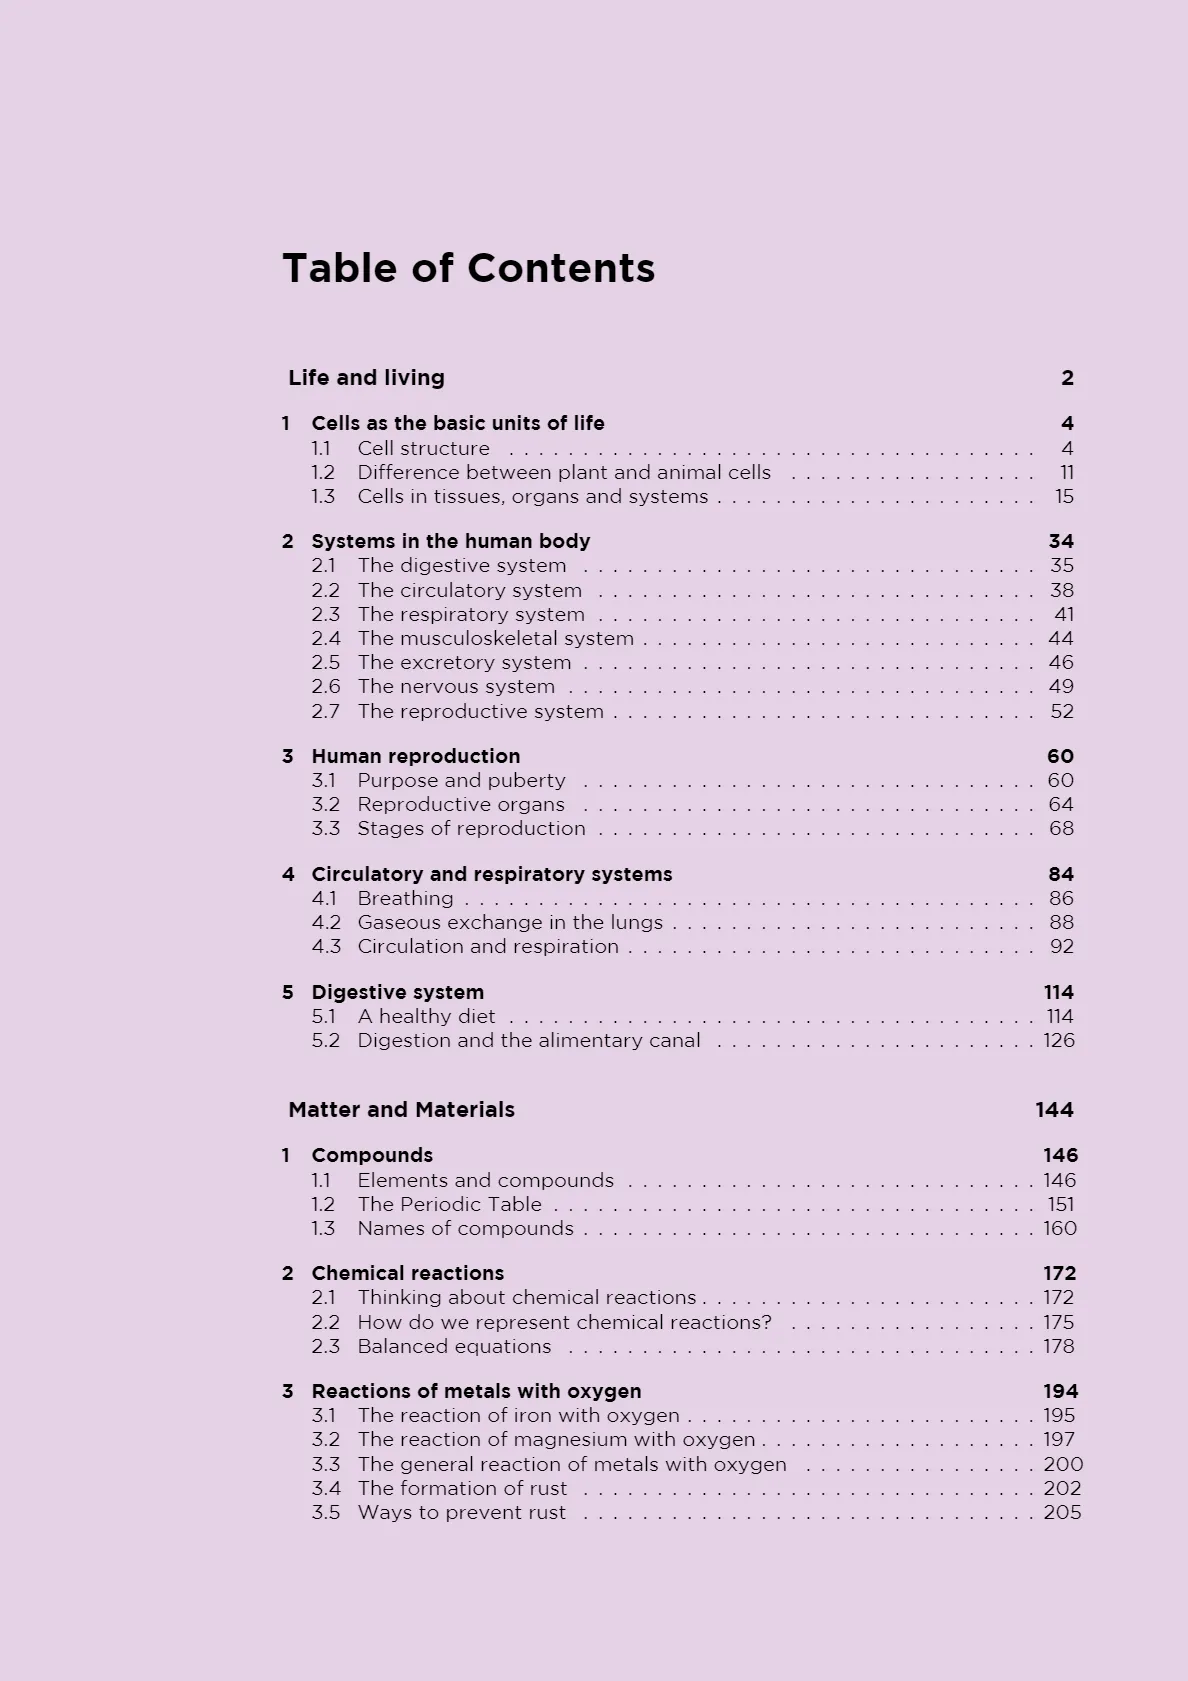 Table of Contents
Life and living 2
1 Cells as the basic units of life 4
1.1 Cell structure . . . . . . . . . . . . . . . . . . . . . . . . . . . . . . . . . . . . 4
1.2 Difference between plant and animal cells . . . . . . . . . . . . . . . . . 11
1.3 Cells in tissues, organs and systems . . . . . . . . . . . . . . . . . . . . . . 15
2 Systems in the human body 34
2.1 The digestive system . . . . . . . . . . . . . . . . . . . . . . . . . . . . . . . 35
2.2 The circulatory system . . . . . . . . . . . . . . . . . . . . . . . . . . . . . . 38
2.3 The respiratory system . . . . . . . . . . . . . . . . . . . . . . . . . . . . . . 41
2.4 The musculoskeletal system . . . . . . . . . . . . . . . . . . . . . . . . . . . 44
2.5 The excretory system . . . . . . . . . . . . . . . . . . . . . . . . . . . . . . . 46
2.6 The nervous system . . . . . . . . . . . . . . . . . . . . . . . . . . . . . . . . 49
2.7 The reproductive system . . . . . . . . . . . . . . . . . . . . . . . . . . . . . 52
3 Human reproduction 60
3.1 Purpose and puberty . . . . . . . . . . . . . . . . . . . . . . . . . . . . . . . 60
3.2 Reproductive organs . . . . . . . . . . . . . . . . . . . . . . . . . . . . . . . 64
3.3 Stages of reproduction . . . . . . . . . . . . . . . . . . . . . . . . . . . . . . 68
4 Circulatory and respiratory systems 84
4.1 Breathing . . . . . . . . . . . . . . . . . . . . . . . . . . . . . . . . . . . . . . . 86
4.2 Gaseous exchange in the lungs . . . . . . . . . . . . . . . . . . . . . . . . . 88
4.3 Circulation and respiration . . . . . . . . . . . . . . . . . . . . . . . . . . . . 92
5 Digestive system 114
5.1 A healthy diet . . . . . . . . . . . . . . . . . . . . . . . . . . . . . . . . . . . . 114
5.2 Digestion and the alimentary canal . . . . . . . . . . . . . . . . . . . . . . 126
Matter and Materials 144
1 Compounds 146
1.1 Elements and compounds . . . . . . . . . . . . . . . . . . . . . . . . . . . . 146
1.2 The Periodic Table . . . . . . . . . . . . . . . . . . . . . . . . . . . . . . . . . 151
1.3 Names of compounds . . . . . . . . . . . . . . . . . . . . . . . . . . . . . . . 160
2 Chemical reactions 172
2.1 Thinking about chemical reactions . . . . . . . . . . . . . . . . . . . . . . . 172
2.2 How do we represent chemical reactions? . . . . . . . . . . . . . . . . . 175
2.3 Balanced equations . . . . . . . . . . . . . . . . . . . . . . . . . . . . . . . . 178
3 Reactions of metals with oxygen 194
3.1 The reaction of iron with oxygen . . . . . . . . . . . . . . . . . . . . . . . . 195
3.2 The reaction of magnesium with oxygen . . . . . . . . . . . . . . . . . . . 197
3.3 The general reaction of metals with oxygen . . . . . . . . . . . . . . . . 200
3.4 The formation of rust . . . . . . . . . . . . . . . . . . . . . . . . . . . . . . . 202
3.5 Ways to prevent rust . . . . . . . . . . . . . . . . . . . . . . . . . . . . . . . 205